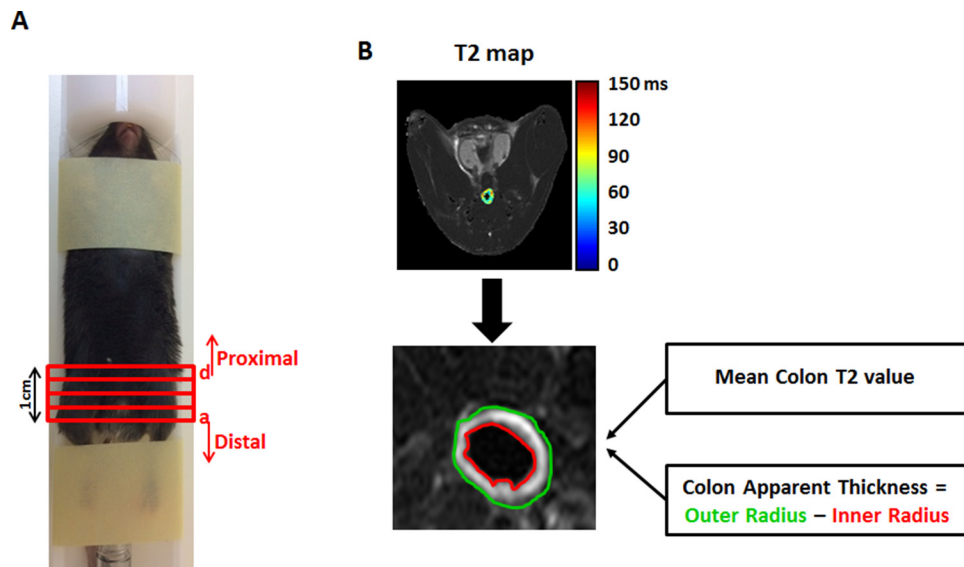 A
Proximal
d
1cm
a
Distal
B
T2 map
150 ms
120
90
60
30
0
Mean Colon T2 value
Colon Apparent Thickness =
Outer Radius – Inner Radius